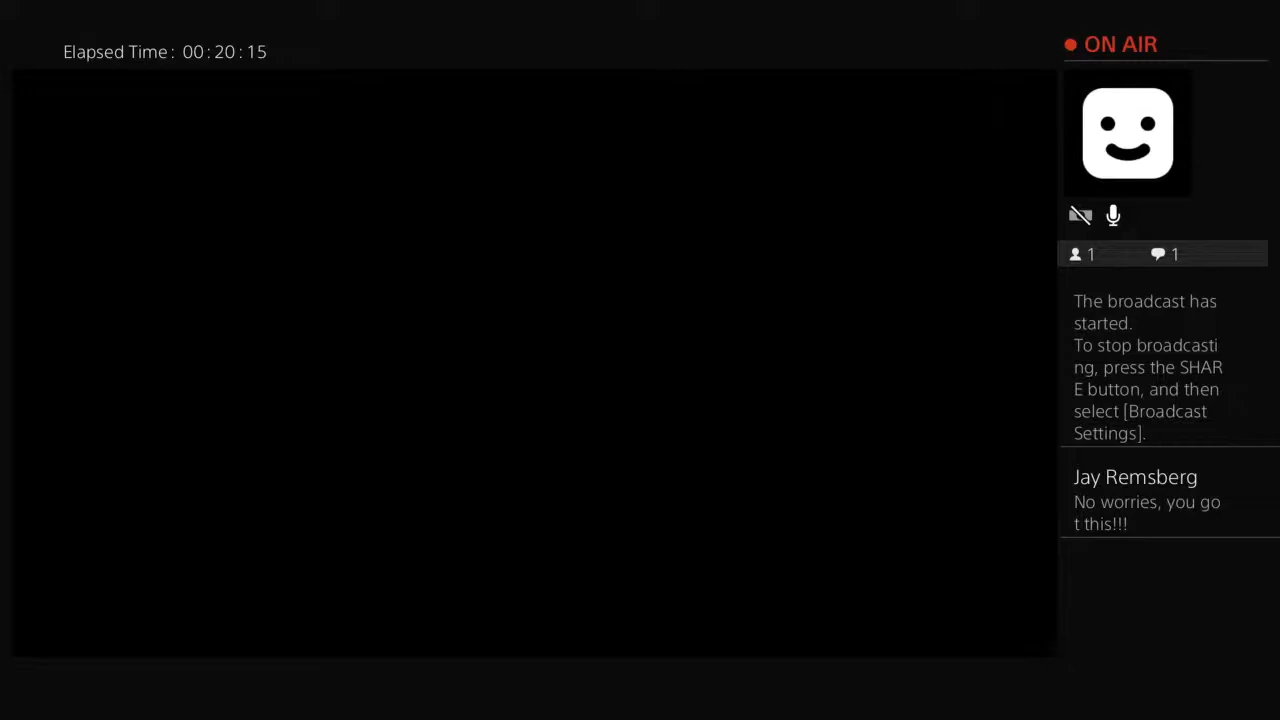 Elapsed Time: 00:20:15
ON AIR
1 1
The broadcast has
started.
To stop broadcasti
ng, press the SHAR
E button, and then
select [Broadcast
Settings].
Jay Remsberg
No worries, you go
t this!!!